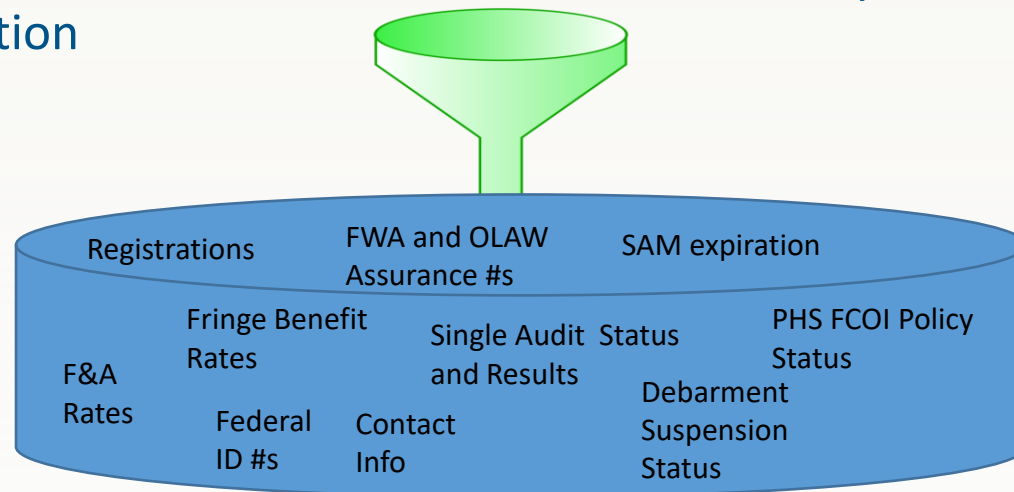 tion
Registrations
FWA and OLAW
Assurance #s
SAM expiration
Fringe Benefit
Rates
Single Audit Status
and Results
PHS FCOI Policy
Status
F&A
Rates
Federal
ID #s
Contact
Info
Debarment
Suspension
Status